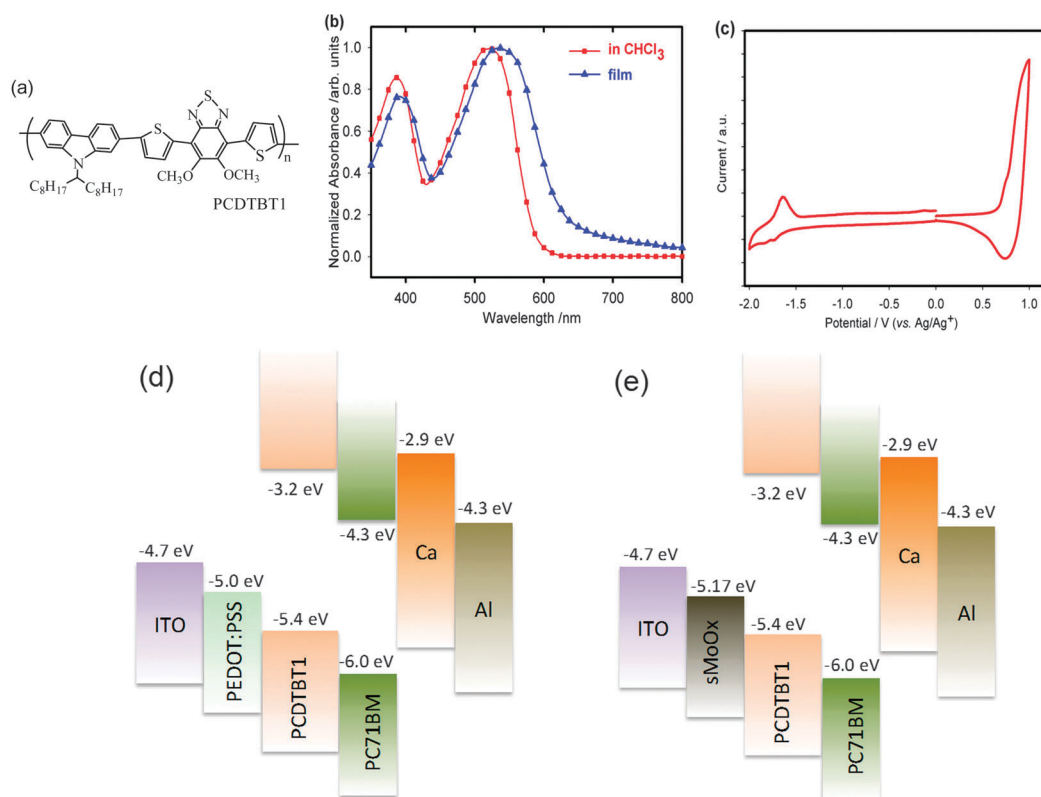 (a)
S
N
N
S
S
N
n
CH3O
OCH3
C8H17
C8H17
PCDTBT1
(b)
in CHCl3
film
Normalized Absorbance /arb. units
1.0
0.8
0.6
0.4
0.2
0.0
400
500
600
700
800
Wavelength /nm
(c)
Current / a.u.
-2.0
-1.5
-1.0
-0.5
0.0
0.5
1.0
Potential / V (vs. Ag/Ag+)
(d)
-3.2 eV
-4.3 eV
-2.9 eV
-4.3 eV
-4.7 eV
-5.0 eV
-5.4 eV
-6.0 eV
ITO
PEDOT:PSS
PCDTBT1
PC71BM
Ca
Al
(e)
-3.2 eV
-4.3 eV
-2.9 eV
-4.3 eV
-4.7 eV
-5.17 eV
-5.4 eV
-6.0 eV
ITO
sMoOx
PCDTBT1
PC71BM
Ca
Al